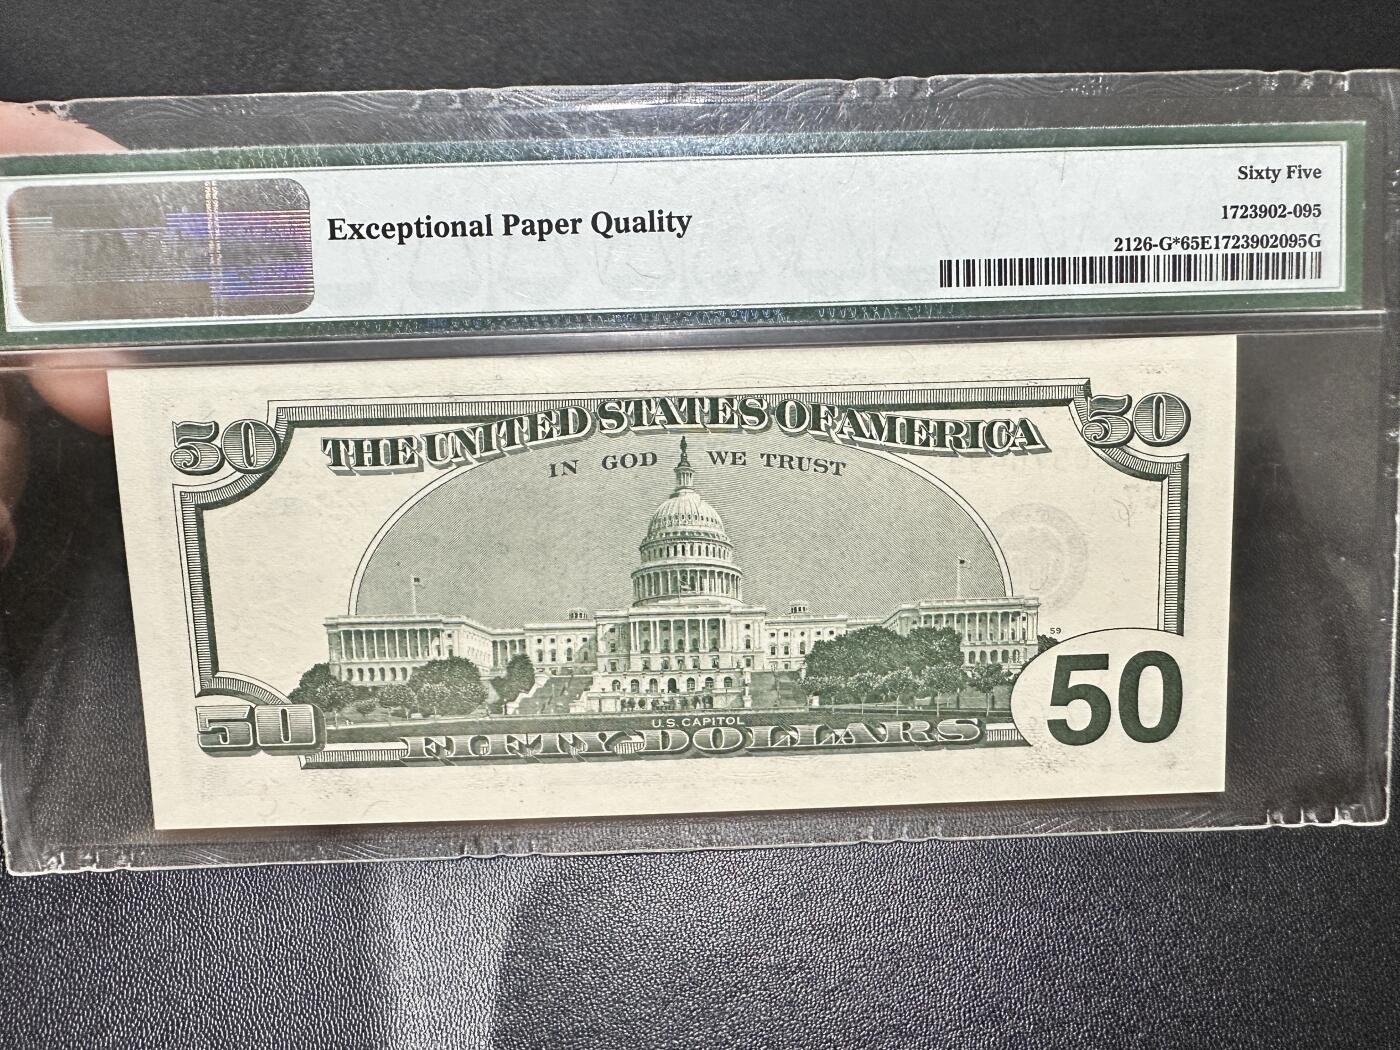 Exceptional Paper Quality
Sixty Five
1723902-095
2126-G*65E1723902095G
50
50
THE UNITED STATES OF AMERICA
IN GOD WE TRUST
59
50
50
U.S. CAPITOL
FIFTY DOLLARS